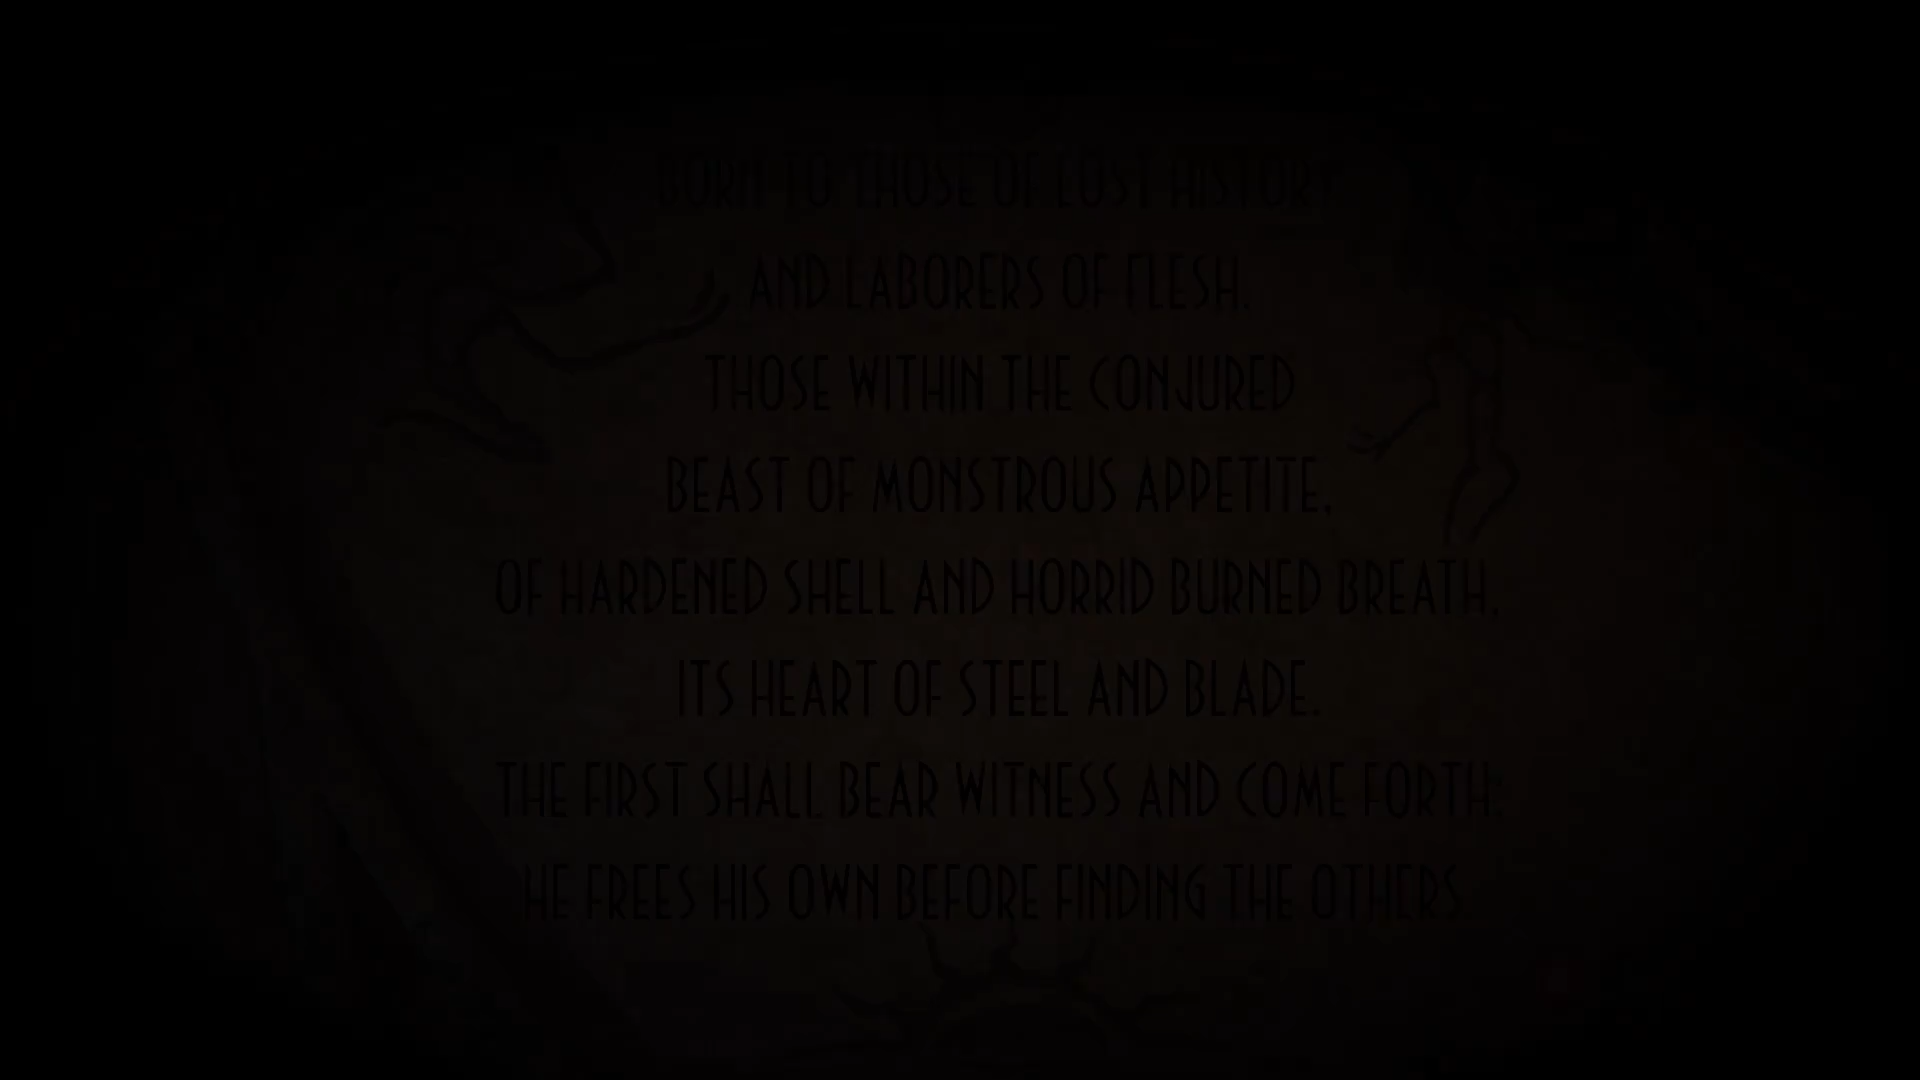 BORN TO THOSE OF LOST HISTORY
AND LABORERS OF FLESH.
THOSE WITHIN THE CONJURED
BEAST OF MONSTROUS APPETITE,
OF HARDENED SHELL AND HORRID BURNED BREATH.
ITS HEART OF STEEL AND BLADE.
THE FIRST SHALL BEAR WITNESS AND COME FORTH;
HE FREES HIS OWN BEFORE FINDING THE OTHERS.